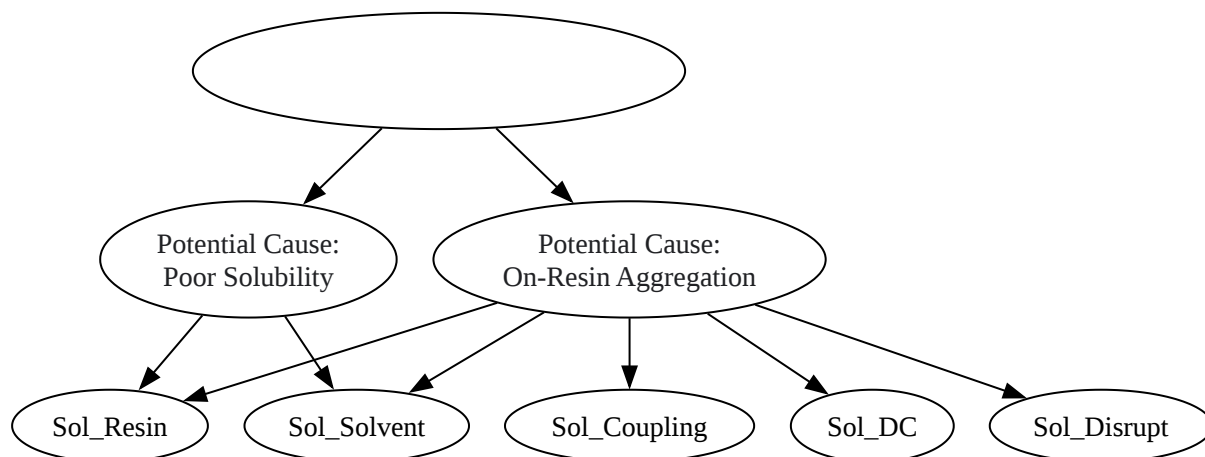 Potential Cause:
Poor Solubility
Potential Cause:
On-Resin Aggregation
Sol_Resin
Sol_Solvent
Sol_Coupling
Sol_DC
Sol_Disrupt